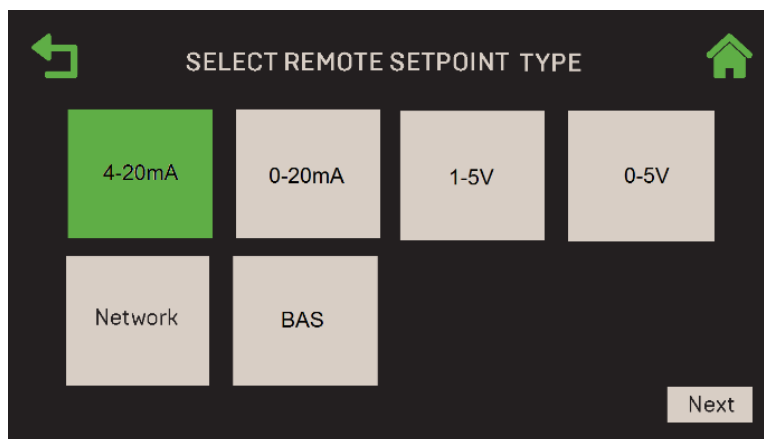 SELECT REMOTE SETPOINT TYPE
4-20mA 0-20mA 1-5V 0-5V
Network BAS
Next